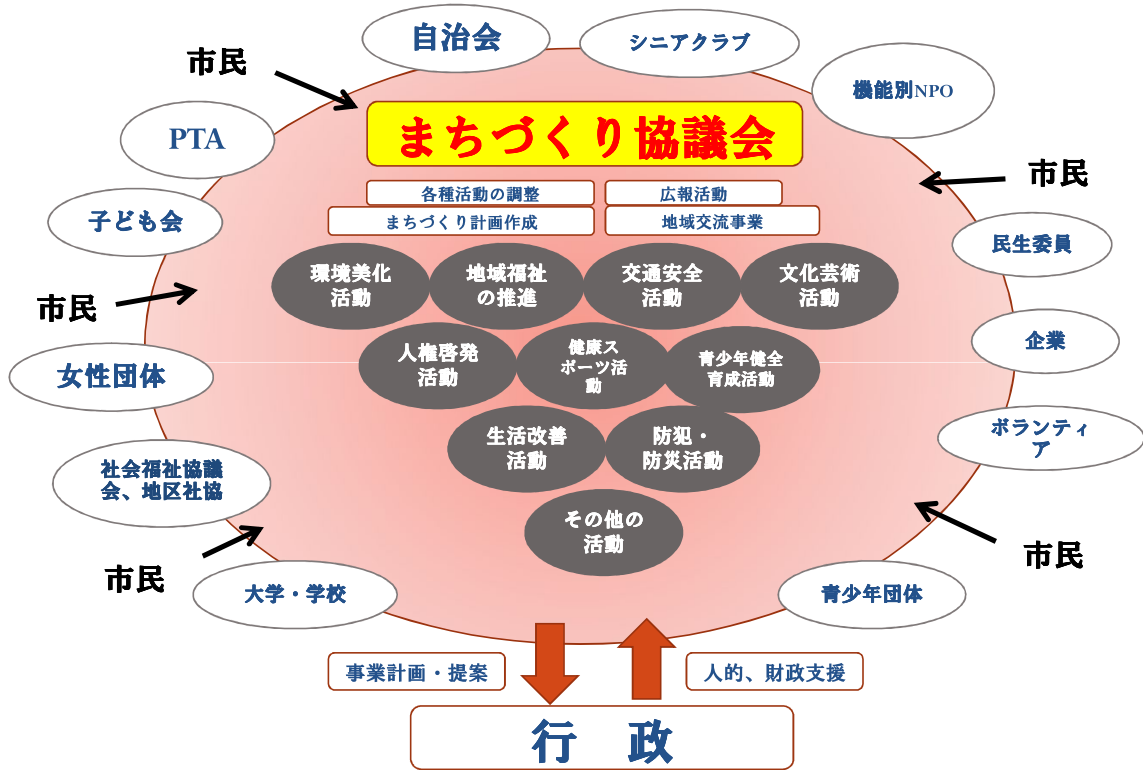 自治会
シニアクラブ
市民
機能別NPO
まちづくり協議会
PTA
市民
各種活動の調整
広報活動
子ども会
まちづくり計画作成
地域交流事業
民生委員
環境美化
活動
地域福祉
の推進
交通安全
活動
文化芸術
活動
市民
企業
人権啓発
活動
健康ス
ポーツ活
動
青少年健全
育成活動
女性団体
ボランティ
ア
生活改善
活動
防犯・
防災活動
社会福祉協議
会、地区社協
その他の
活動
市民
市民
大学・学校
青少年団体
事業計画・提案
人的、財政支援
行　政